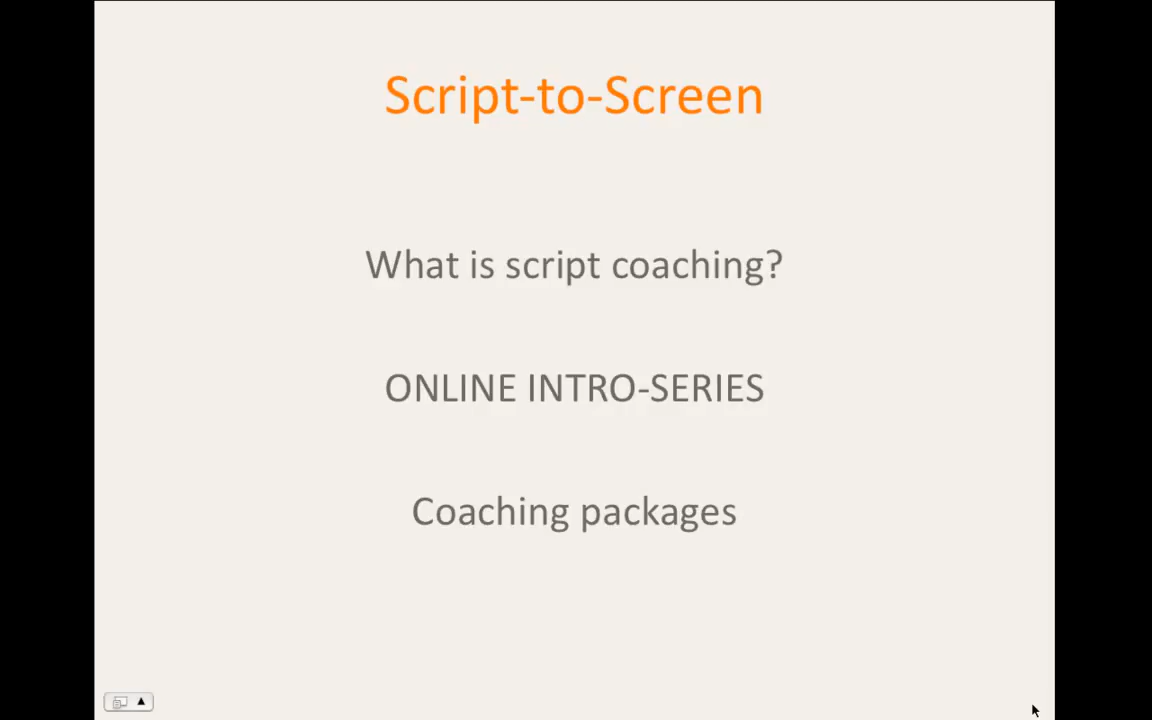 Script-to-Screen
What is script coaching?
ONLINE INTRO-SERIES
Coaching packages